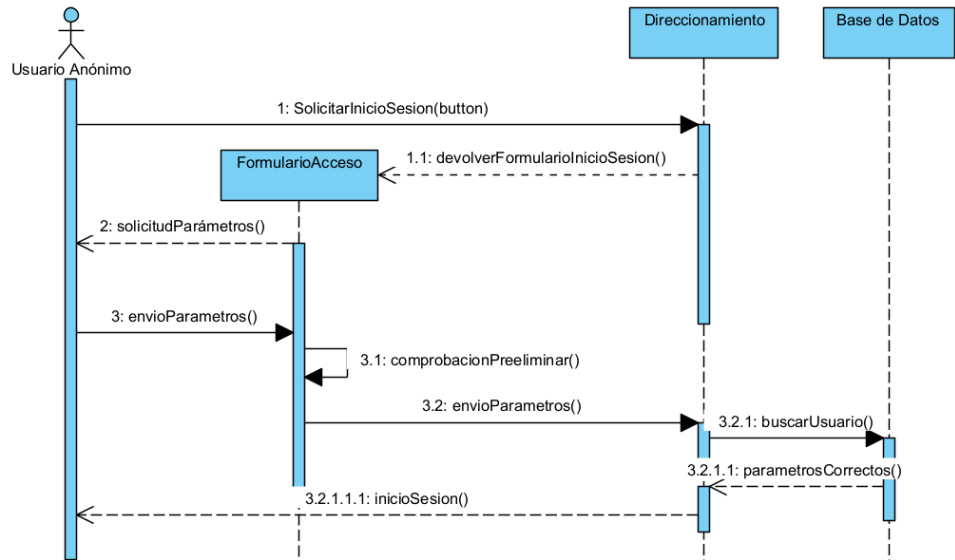 Direccionamiento
Base de Datos
Usuario Anónimo
1: SolicitarInicioSesion(button)
1.1: devolverFormularioInicioSesion()
FormularioAcceso
2: solicitudParámetros()
3: envioParametros()
3.1: comprobacionPreeliminar()
3.2: envioParametros()
3.2.1: buscarUsuario()
3.2.1.1: parametrosCorrectos()
3.2.1.1.1: inicioSesion()